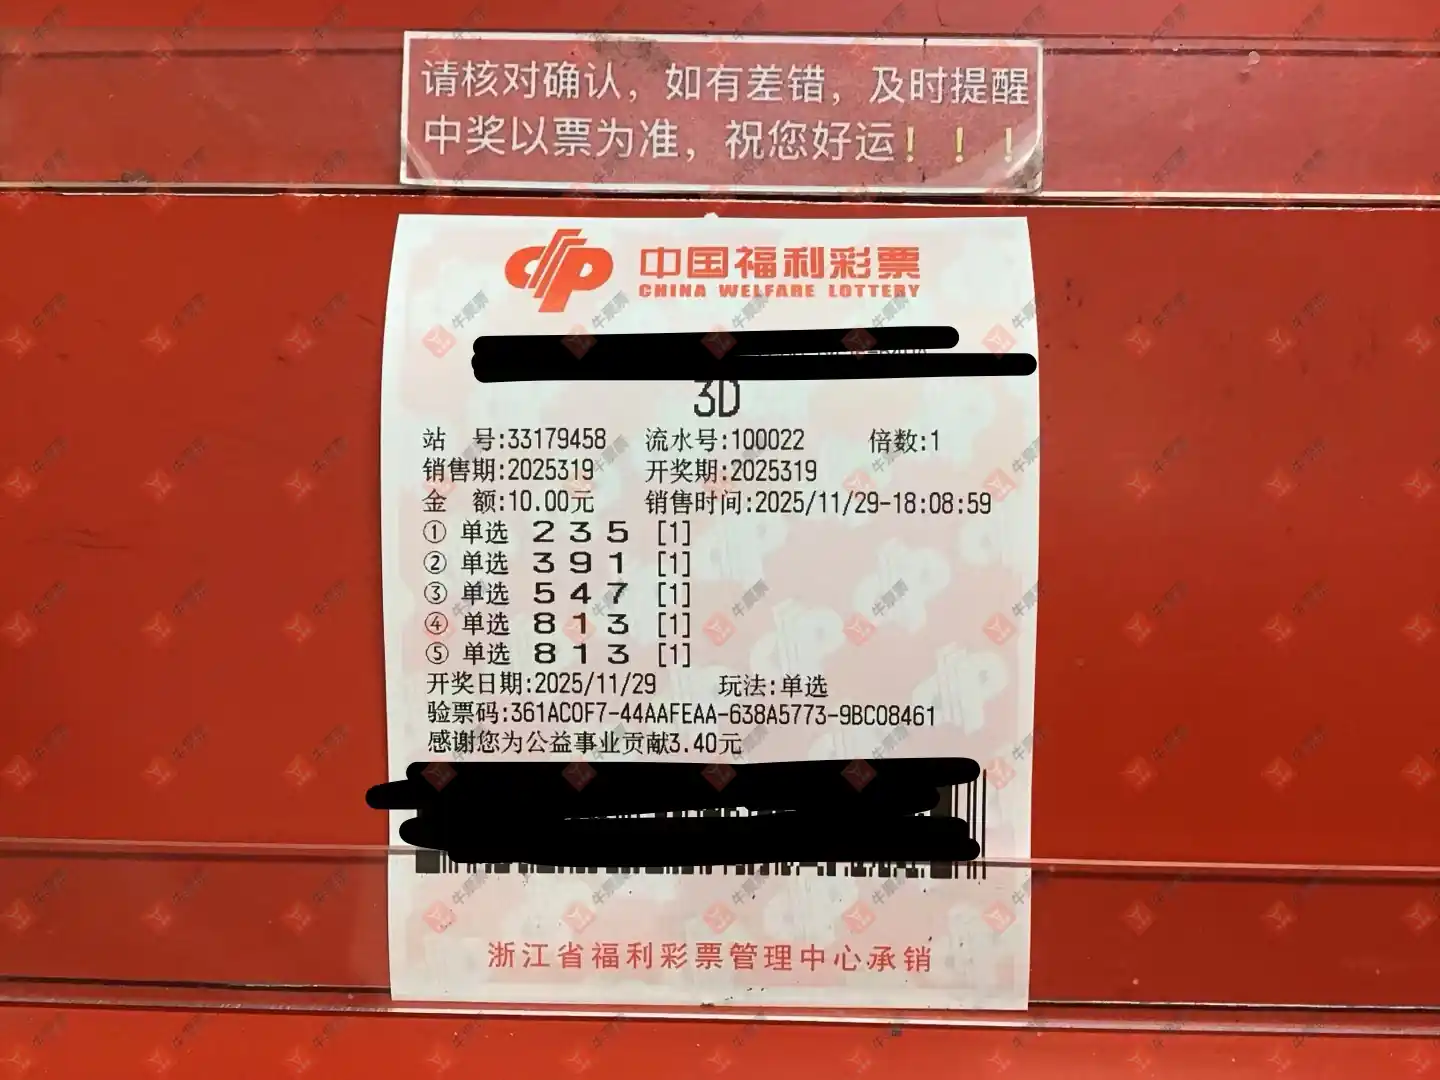 请核对确认，如有差错，及时提醒
中奖以票为准，祝您好运！！！
中国福利彩票
CHINA WELFARE LOTTERY
3D
站 号:33179458 流水号:100022 倍数:1
销售期:2025319 开奖期:2025319
金 额:10.00元 销售时间:2025/11/29-18:08:59
① 单选 2 3 5 [1]
② 单选 3 9 1 [1]
③ 单选 5 4 7 [1]
④ 单选 8 1 3 [1]
⑤ 单选 8 1 3 [1]
开奖日期:2025/11/29 玩法:单选
验票码:361AC0F7-44AAFEAA-638A5773-9BC08461
感谢您为公益事业贡献3.40元
浙江省福利彩票管理中心承销